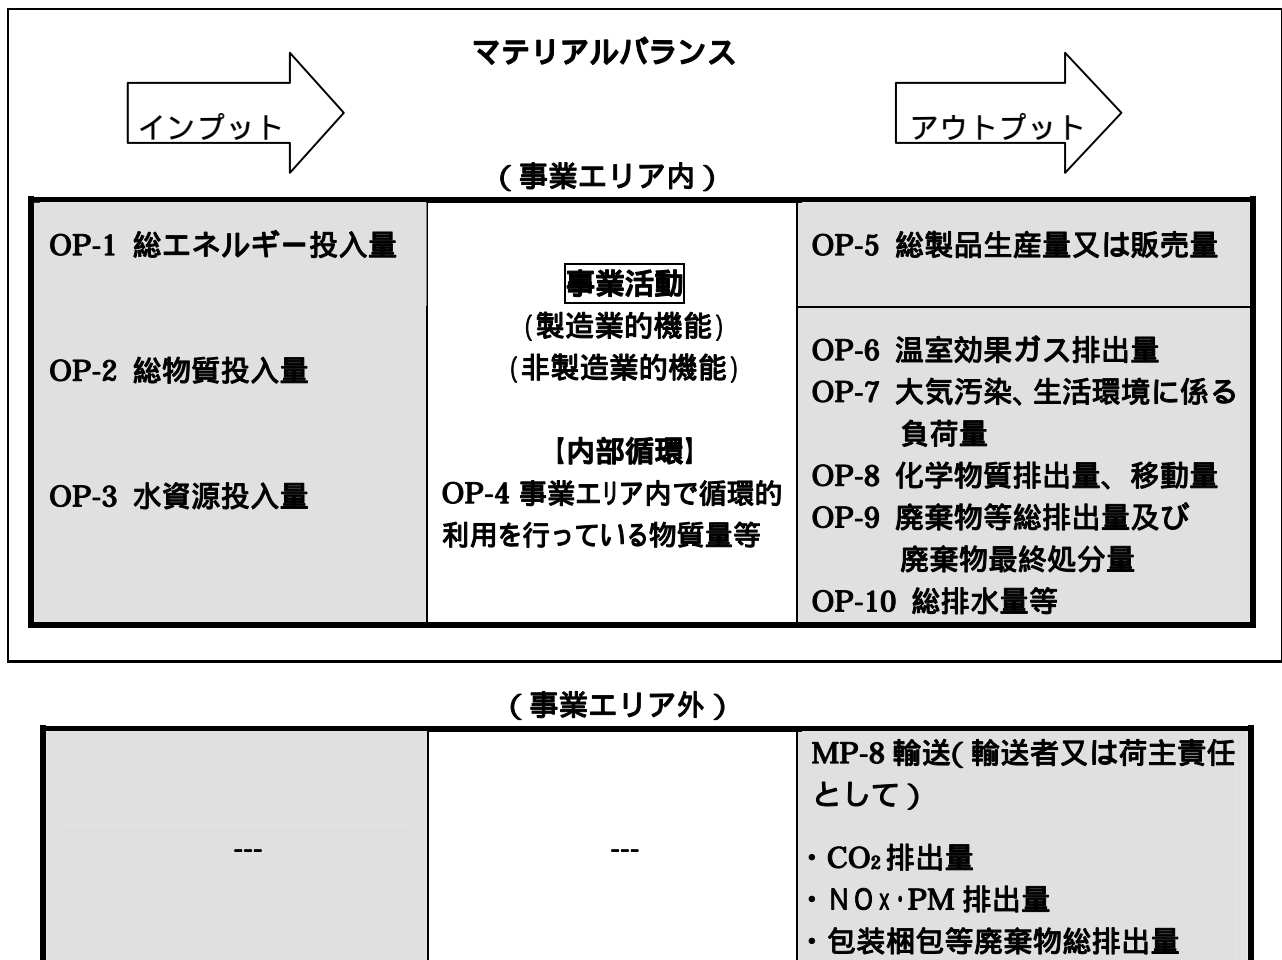 マテリアルバランス
インプット
アウトプット
(事業エリア内)
OP-1 総エネルギー投入量
OP-2 総物質投入量
OP-3 水資源投入量
事業活動
(製造業的機能)
(非製造業的機能)
【内部循環】
OP-4 事業エリア内で循環的
利用を行っている物質量等
OP-5 総製品生産量又は販売量
OP-6 温室効果ガス排出量
OP-7 大気汚染、生活環境に係る
負荷量
OP-8 化学物質排出量、移動量
OP-9 廃棄物等総排出量及び
廃棄物最終処分量
OP-10 総排水量等
(事業エリア外)
---
---
MP-8 輸送(輸送者又は荷主責任
として)
・CO₂排出量
・NOx・PM 排出量
・包装梱包等廃棄物総排出量